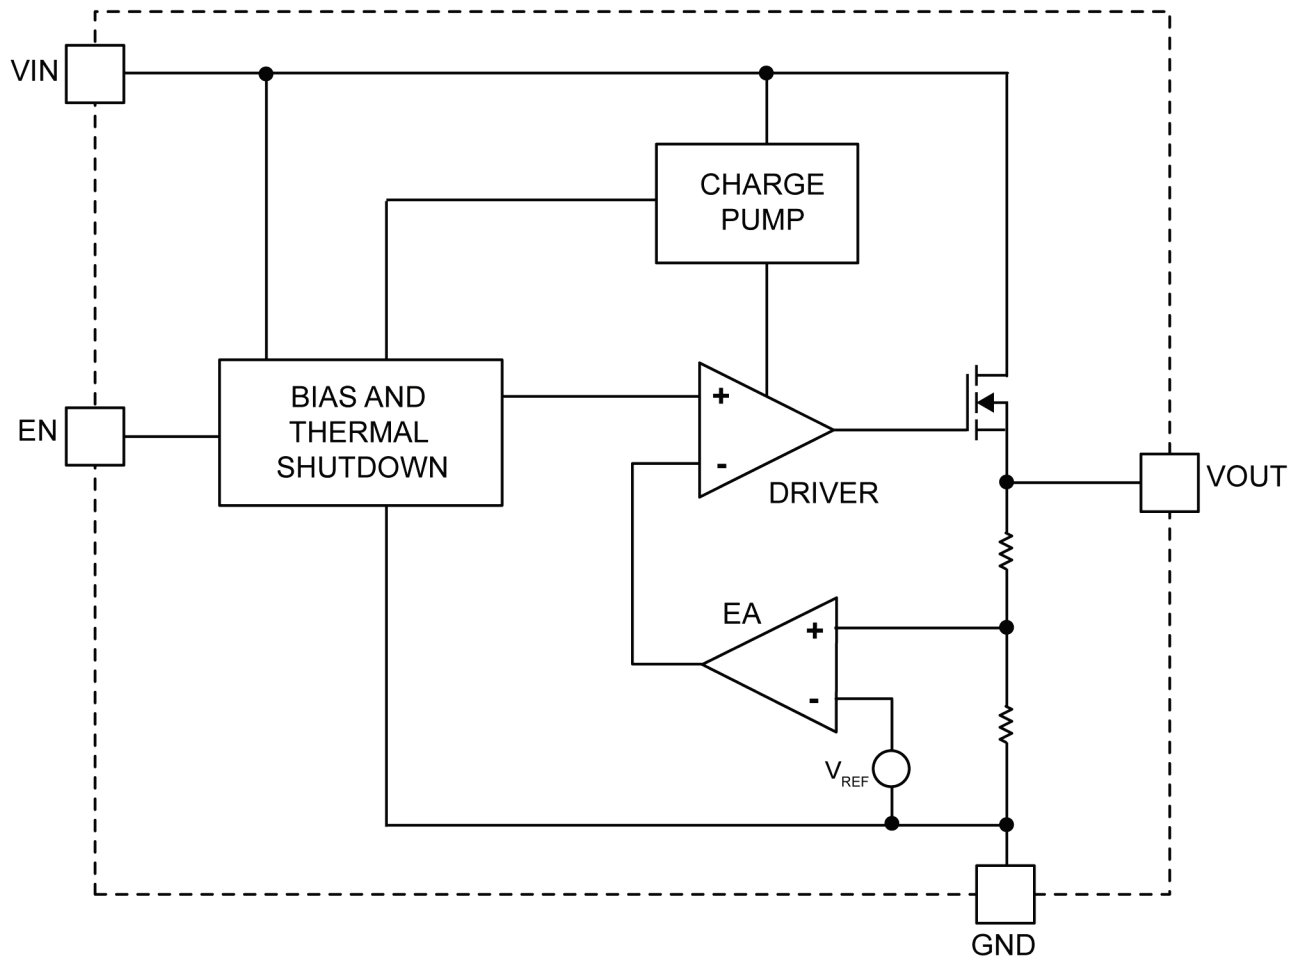 VIN
CHARGE
PUMP
BIAS AND
THERMAL
SHUTDOWN
EN
+
-
DRIVER
VOUT
EA
+
-
VREF
GND